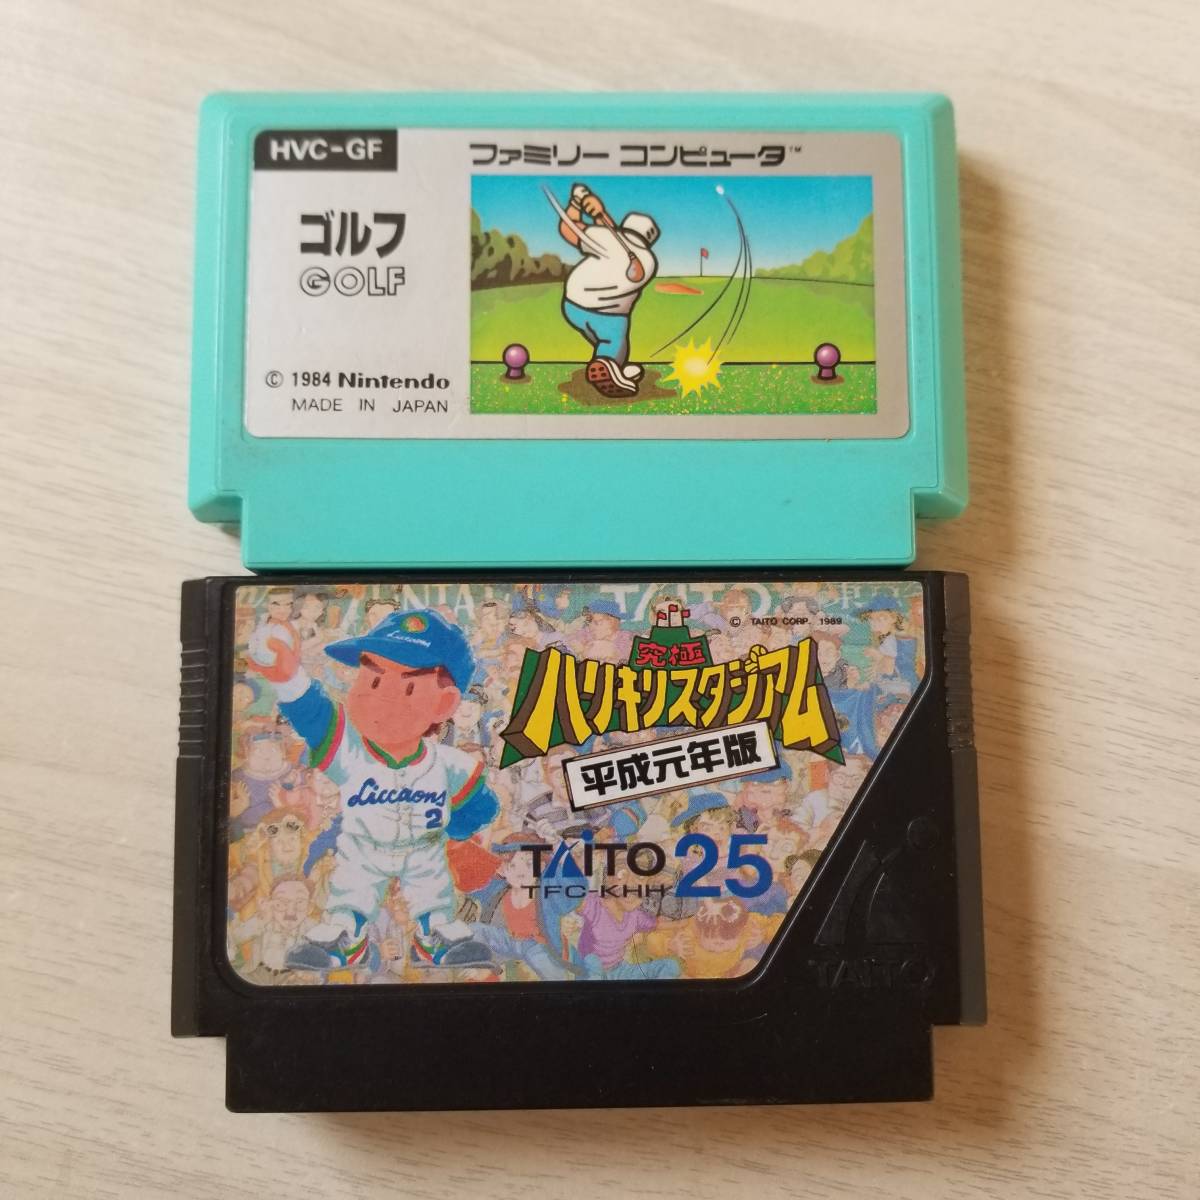 HVC-GF
ファミリー コンピュータ™
ゴルフ
GOLF
© 1984 Nintendo
MADE IN JAPAN
TAITO
© TAITO CORP. 1989
Liccaons
究極
ハリキリスタジアム
平成元年版
Liccaons
2
TAITO 25
TFC-KHH
TAITO